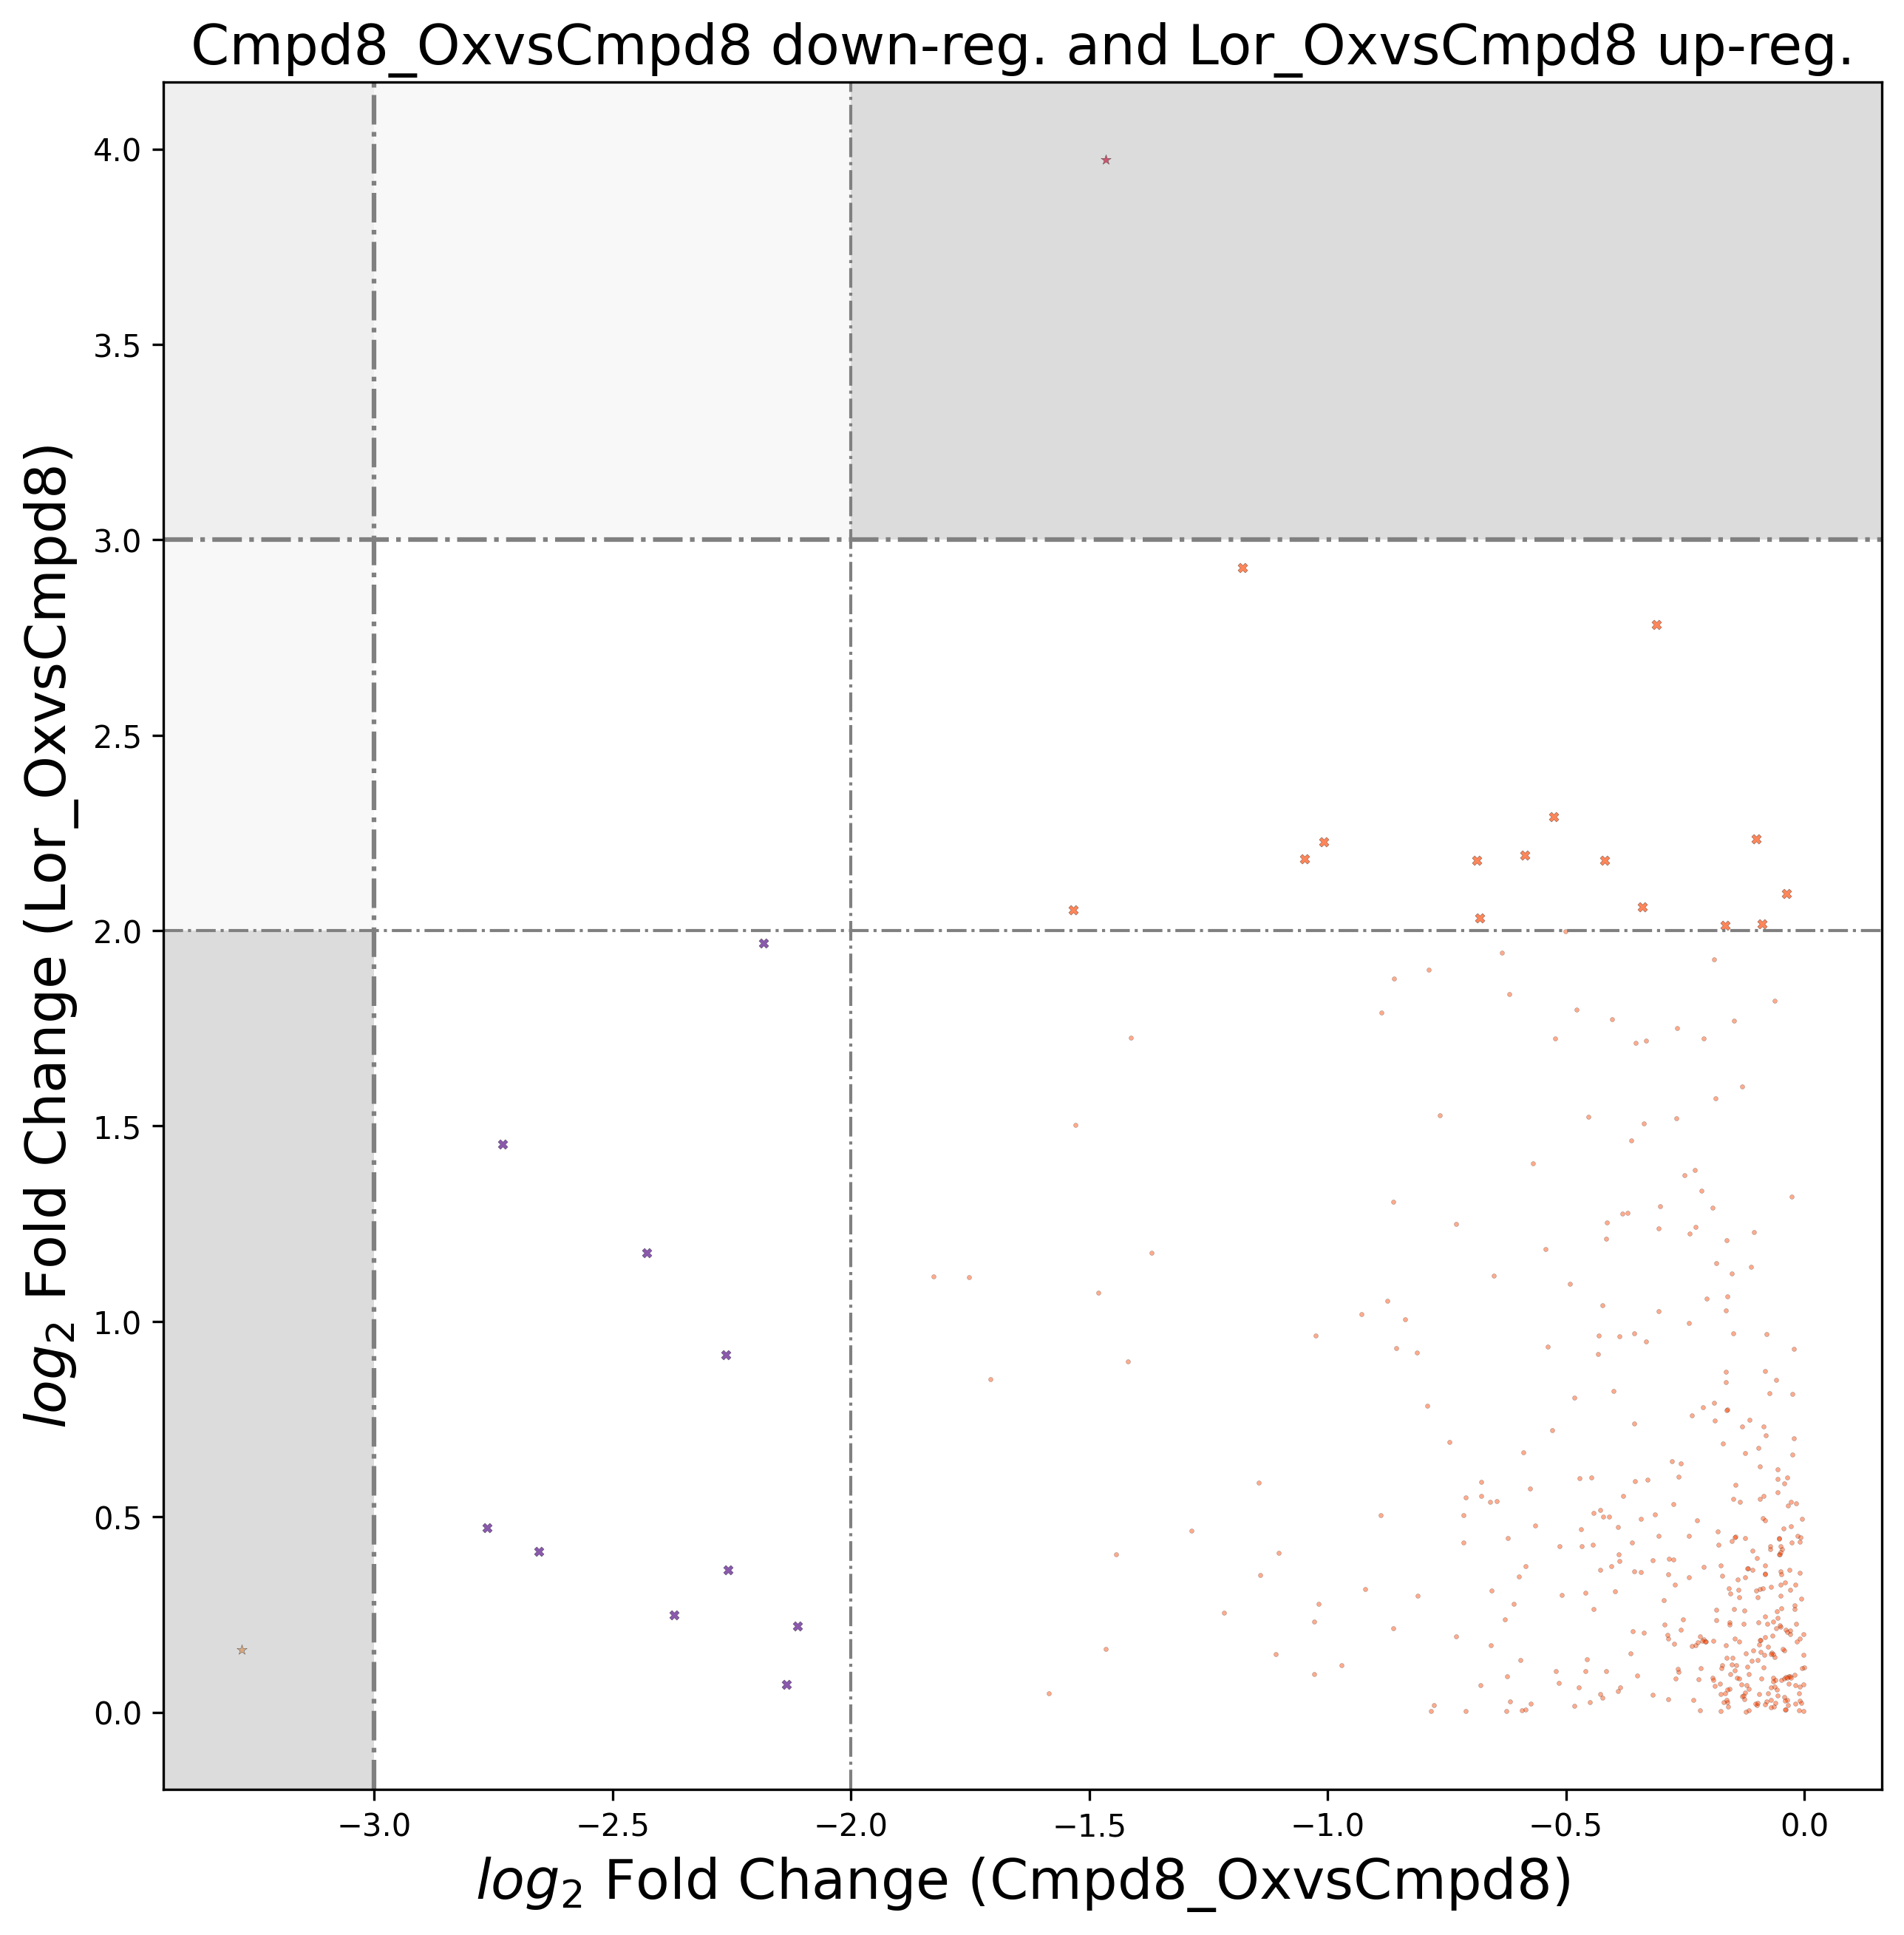 Cmpd8_OxvsCmpd8 down-reg. and Lor_OxvsCmpd8 up-reg.
log2 Fold Change (Lor_OxvsCmpd8)
4.0
3.5
3.0
2.5
2.0
1.5
1.0
0.5
0.0
−3.0 −2.5 −2.0 −1.5 −1.0 −0.5 0.0
log2 Fold Change (Cmpd8_OxvsCmpd8)